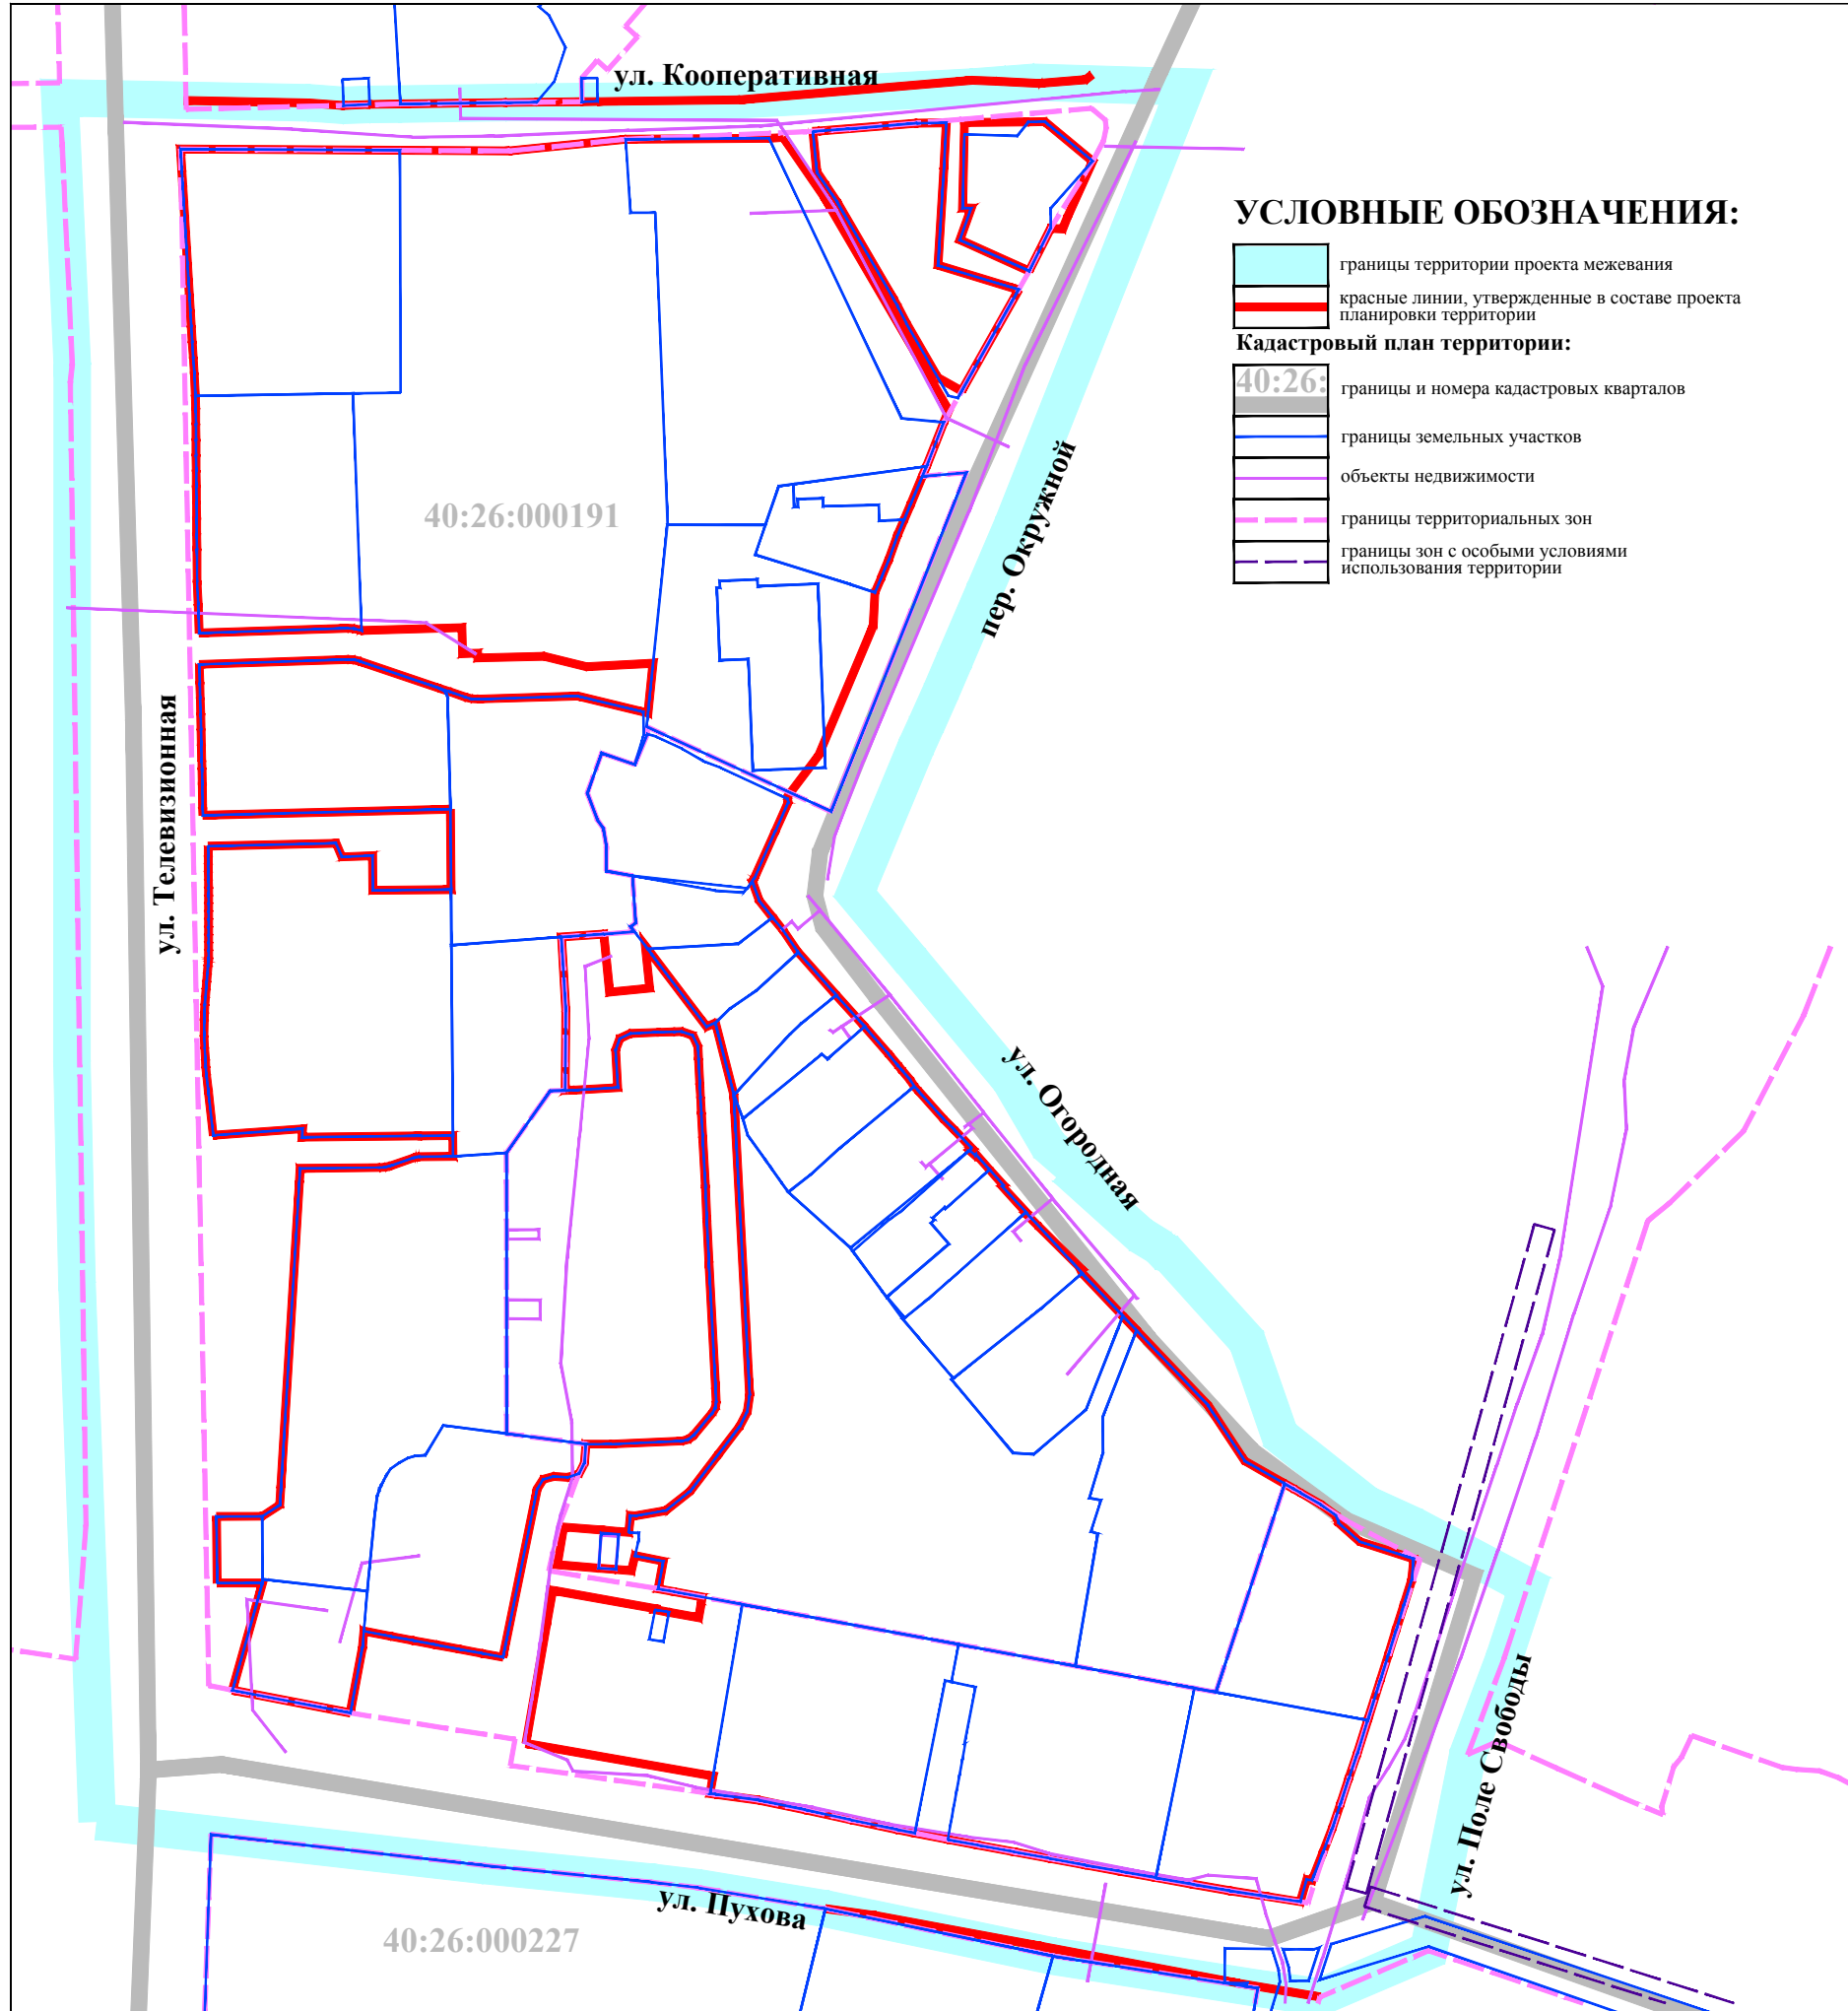 ул. Кооперативная
УСЛОВНЫЕ ОБОЗНАЧЕНИЯ:
границы территории проекта межевания
красные линии, утвержденные в составе проекта
планировки территории
Кадастровый план территории:
40:26:
границы и номера кадастровых кварталов
границы земельных участков
объекты недвижимости
границы территориальных зон
границы зон с особыми условиями
использования территории
40:26:000191
пер. Окружной
ул. Телевизионная
ул. Огородная
ул. Поле Свободы
ул. Пухова
40:26:000227